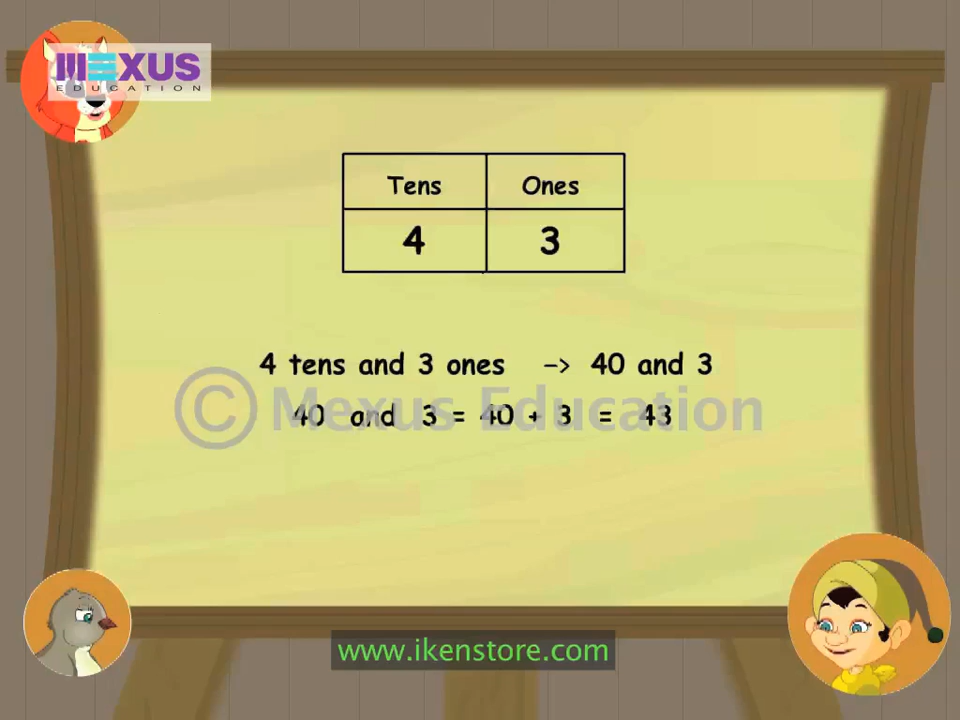 MEXUS
EDUCATION
Tens Ones
4 3
4 tens and 3 ones –> 40 and 3
© Mexus Education
40 and 3 = 40 + 3 = 43
www.ikenstore.com